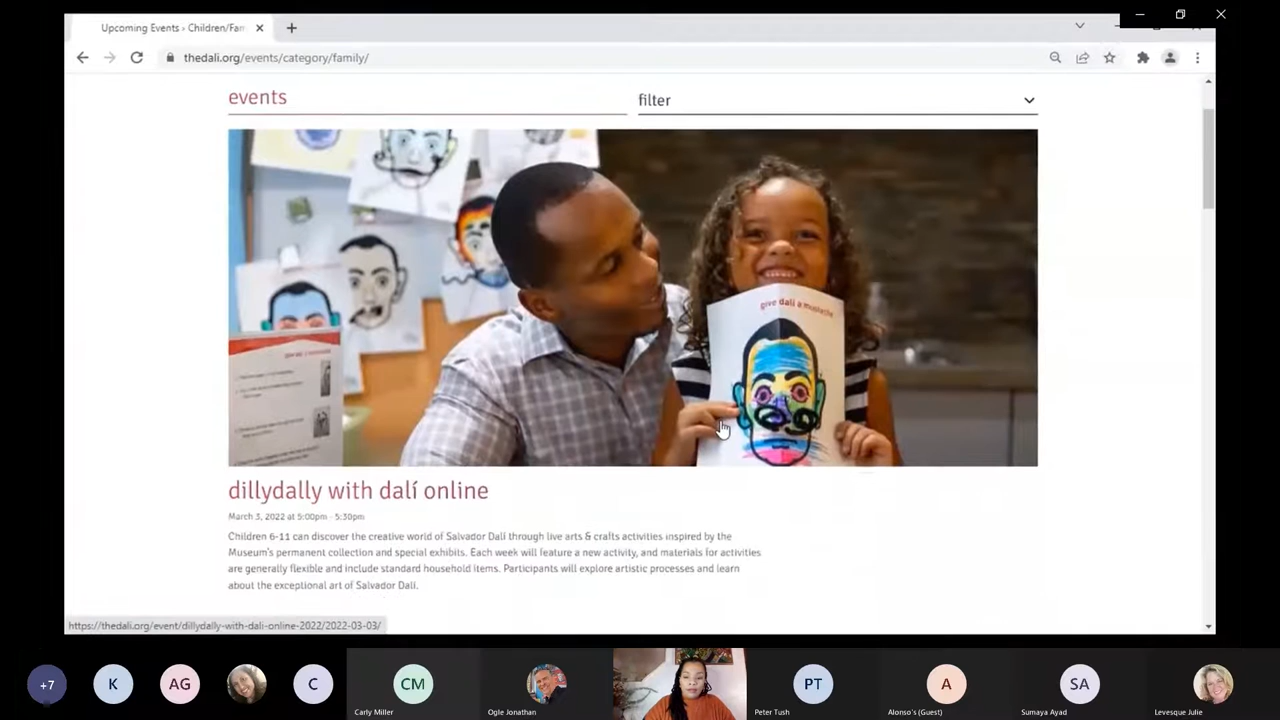 Upcoming Events › Children/Fam
thedali.org/events/category/family/
events
filter
give dalí a mustache
dillydally with dalí online
March 3, 2022 at 5:00pm - 5:30pm
Children 6-11 can discover the creative world of Salvador Dalí through live arts & crafts activities inspired by the
Museum's permanent collection and special exhibits. Each week will feature a new activity, and materials for activities
are generally flexible and include standard household items. Participants will explore artistic processes and learn
about the exceptional art of Salvador Dalí.
https://thedali.org/event/dillydally-with-dali-online-2022/2022-03-03/
+7
K
AG
C
CM
PT
A
SA
Carly Miller
Ogle Jonathan
Peter Tush
Alonso's (Guest)
Sumaya Ayad
Levesque Julie